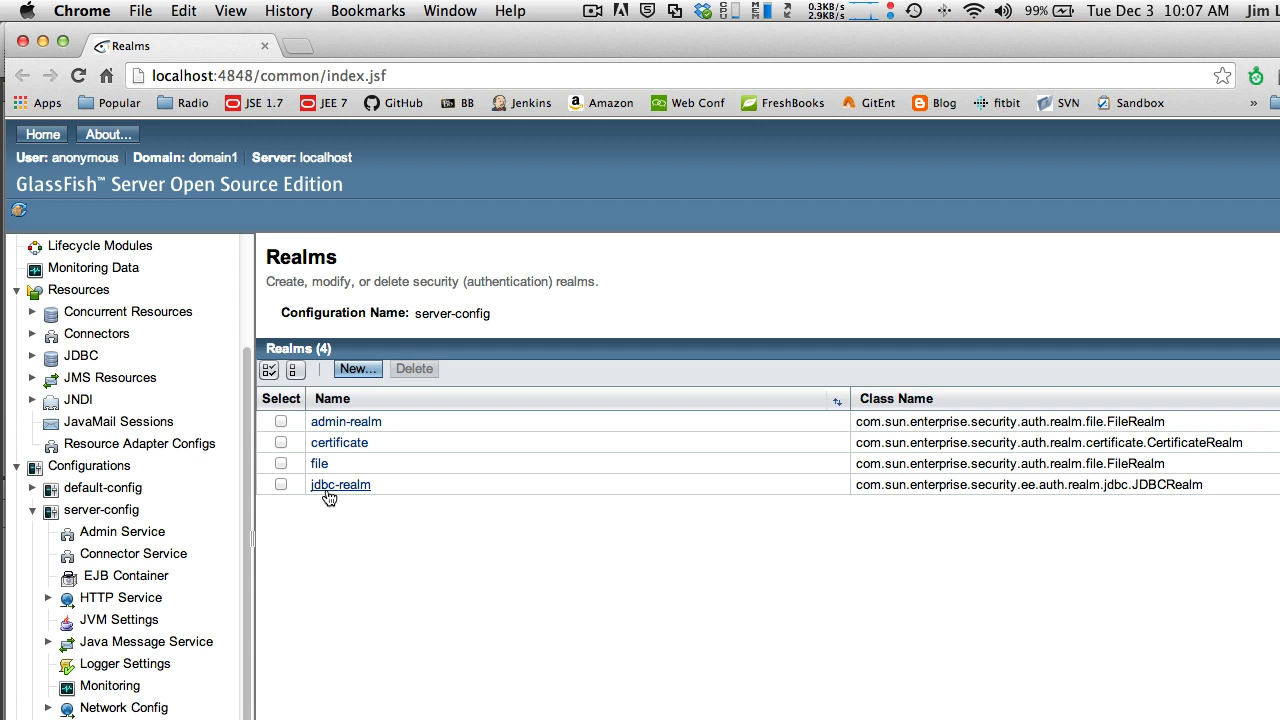 Chrome File Edit View History Bookmarks Window Help 0.3KB/s 2.9KB/s 99% Tue Dec 3 10:07 AM Jim L
Realms
localhost:4848/common/index.jsf
Apps Popular Radio JSE 1.7 JEE 7 GitHub BB Jenkins Amazon Web Conf FreshBooks GitEnt Blog fitbit SVN Sandbox »
Home About...
User: anonymous Domain: domain1 Server: localhost
GlassFish™ Server Open Source Edition
Lifecycle Modules
Monitoring Data
Resources
Concurrent Resources
Connectors
JDBC
JMS Resources
JNDI
JavaMail Sessions
Resource Adapter Configs
Configurations
default-config
server-config
Admin Service
Connector Service
EJB Container
HTTP Service
JVM Settings
Java Message Service
Logger Settings
Monitoring
Network Config
Realms
Create, modify, or delete security (authentication) realms.
Configuration Name: server-config
Realms (4)
New... Delete
Select Name Class Name
admin-realm com.sun.enterprise.security.auth.realm.file.FileRealm
certificate com.sun.enterprise.security.auth.realm.certificate.CertificateRealm
file com.sun.enterprise.security.auth.realm.file.FileRealm
jdbc-realm com.sun.enterprise.security.ee.auth.realm.jdbc.JDBCRealm